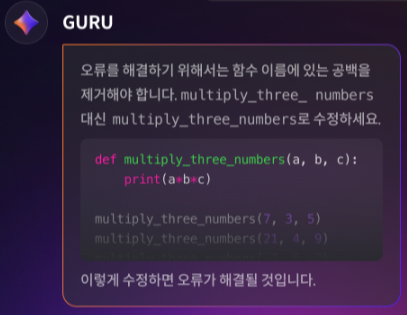 GURU
오류를 해결하기 위해서는 함수 이름에 있는 공백을
제거해야 합니다. multiply_three_ numbers
대신 multiply_three_numbers로 수정하세요.
def multiply_three_numbers(a, b, c):
    print(a*b*c)
multiply_three_numbers(7, 3, 5)
multiply_three_numbers(21, 4, 9)
이렇게 수정하면 오류가 해결될 것입니다.